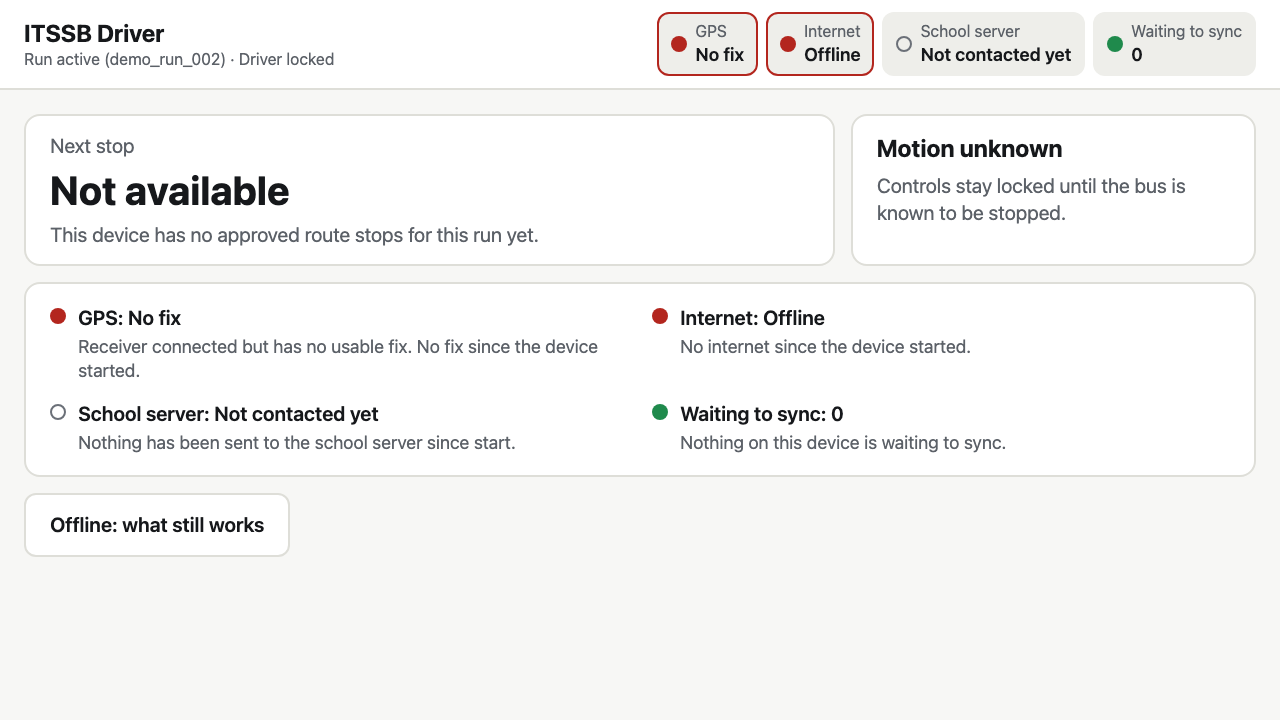 ITSSB Driver
Run active (demo_run_002) · Driver locked
GPS
No fix
Internet
Offline
School server
Not contacted yet
Waiting to sync
0
Next stop
Not available
This device has no approved route stops for this run yet.
Motion unknown
Controls stay locked until the bus is
known to be stopped.
GPS: No fix
Receiver connected but has no usable fix. No fix since the device
started.
Internet: Offline
No internet since the device started.
School server: Not contacted yet
Nothing has been sent to the school server since start.
Waiting to sync: 0
Nothing on this device is waiting to sync.
Offline: what still works